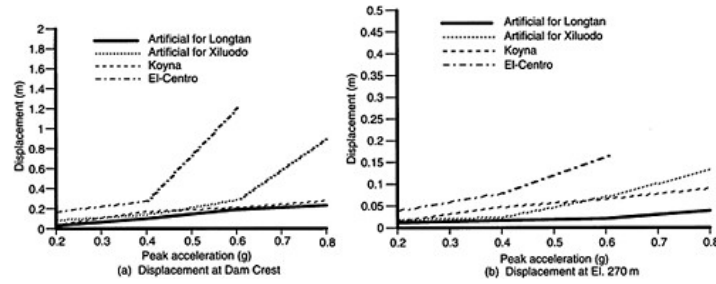 Artificial for Longtan
Artificial for Xiluodo
Koyna
El-Centro
Displacement (m)
2
1.8
1.6
1.4
1.2
1
0.8
0.6
0.4
0.2
0
0.2 0.3 0.4 0.5 0.6 0.7 0.8
Peak acceleration (g)
(a) Displacement at Dam Crest
Artificial for Longtan
Artificial for Xiluodo
Koyna
El-Centro
Displacement (m)
0.5
0.45
0.4
0.35
0.3
0.25
0.2
0.15
0.05
0.05
0
0.2 0.3 0.4 0.5 0.6 0.7 0.8
Peak acceleration (g)
(b) Displacement at El. 270 m